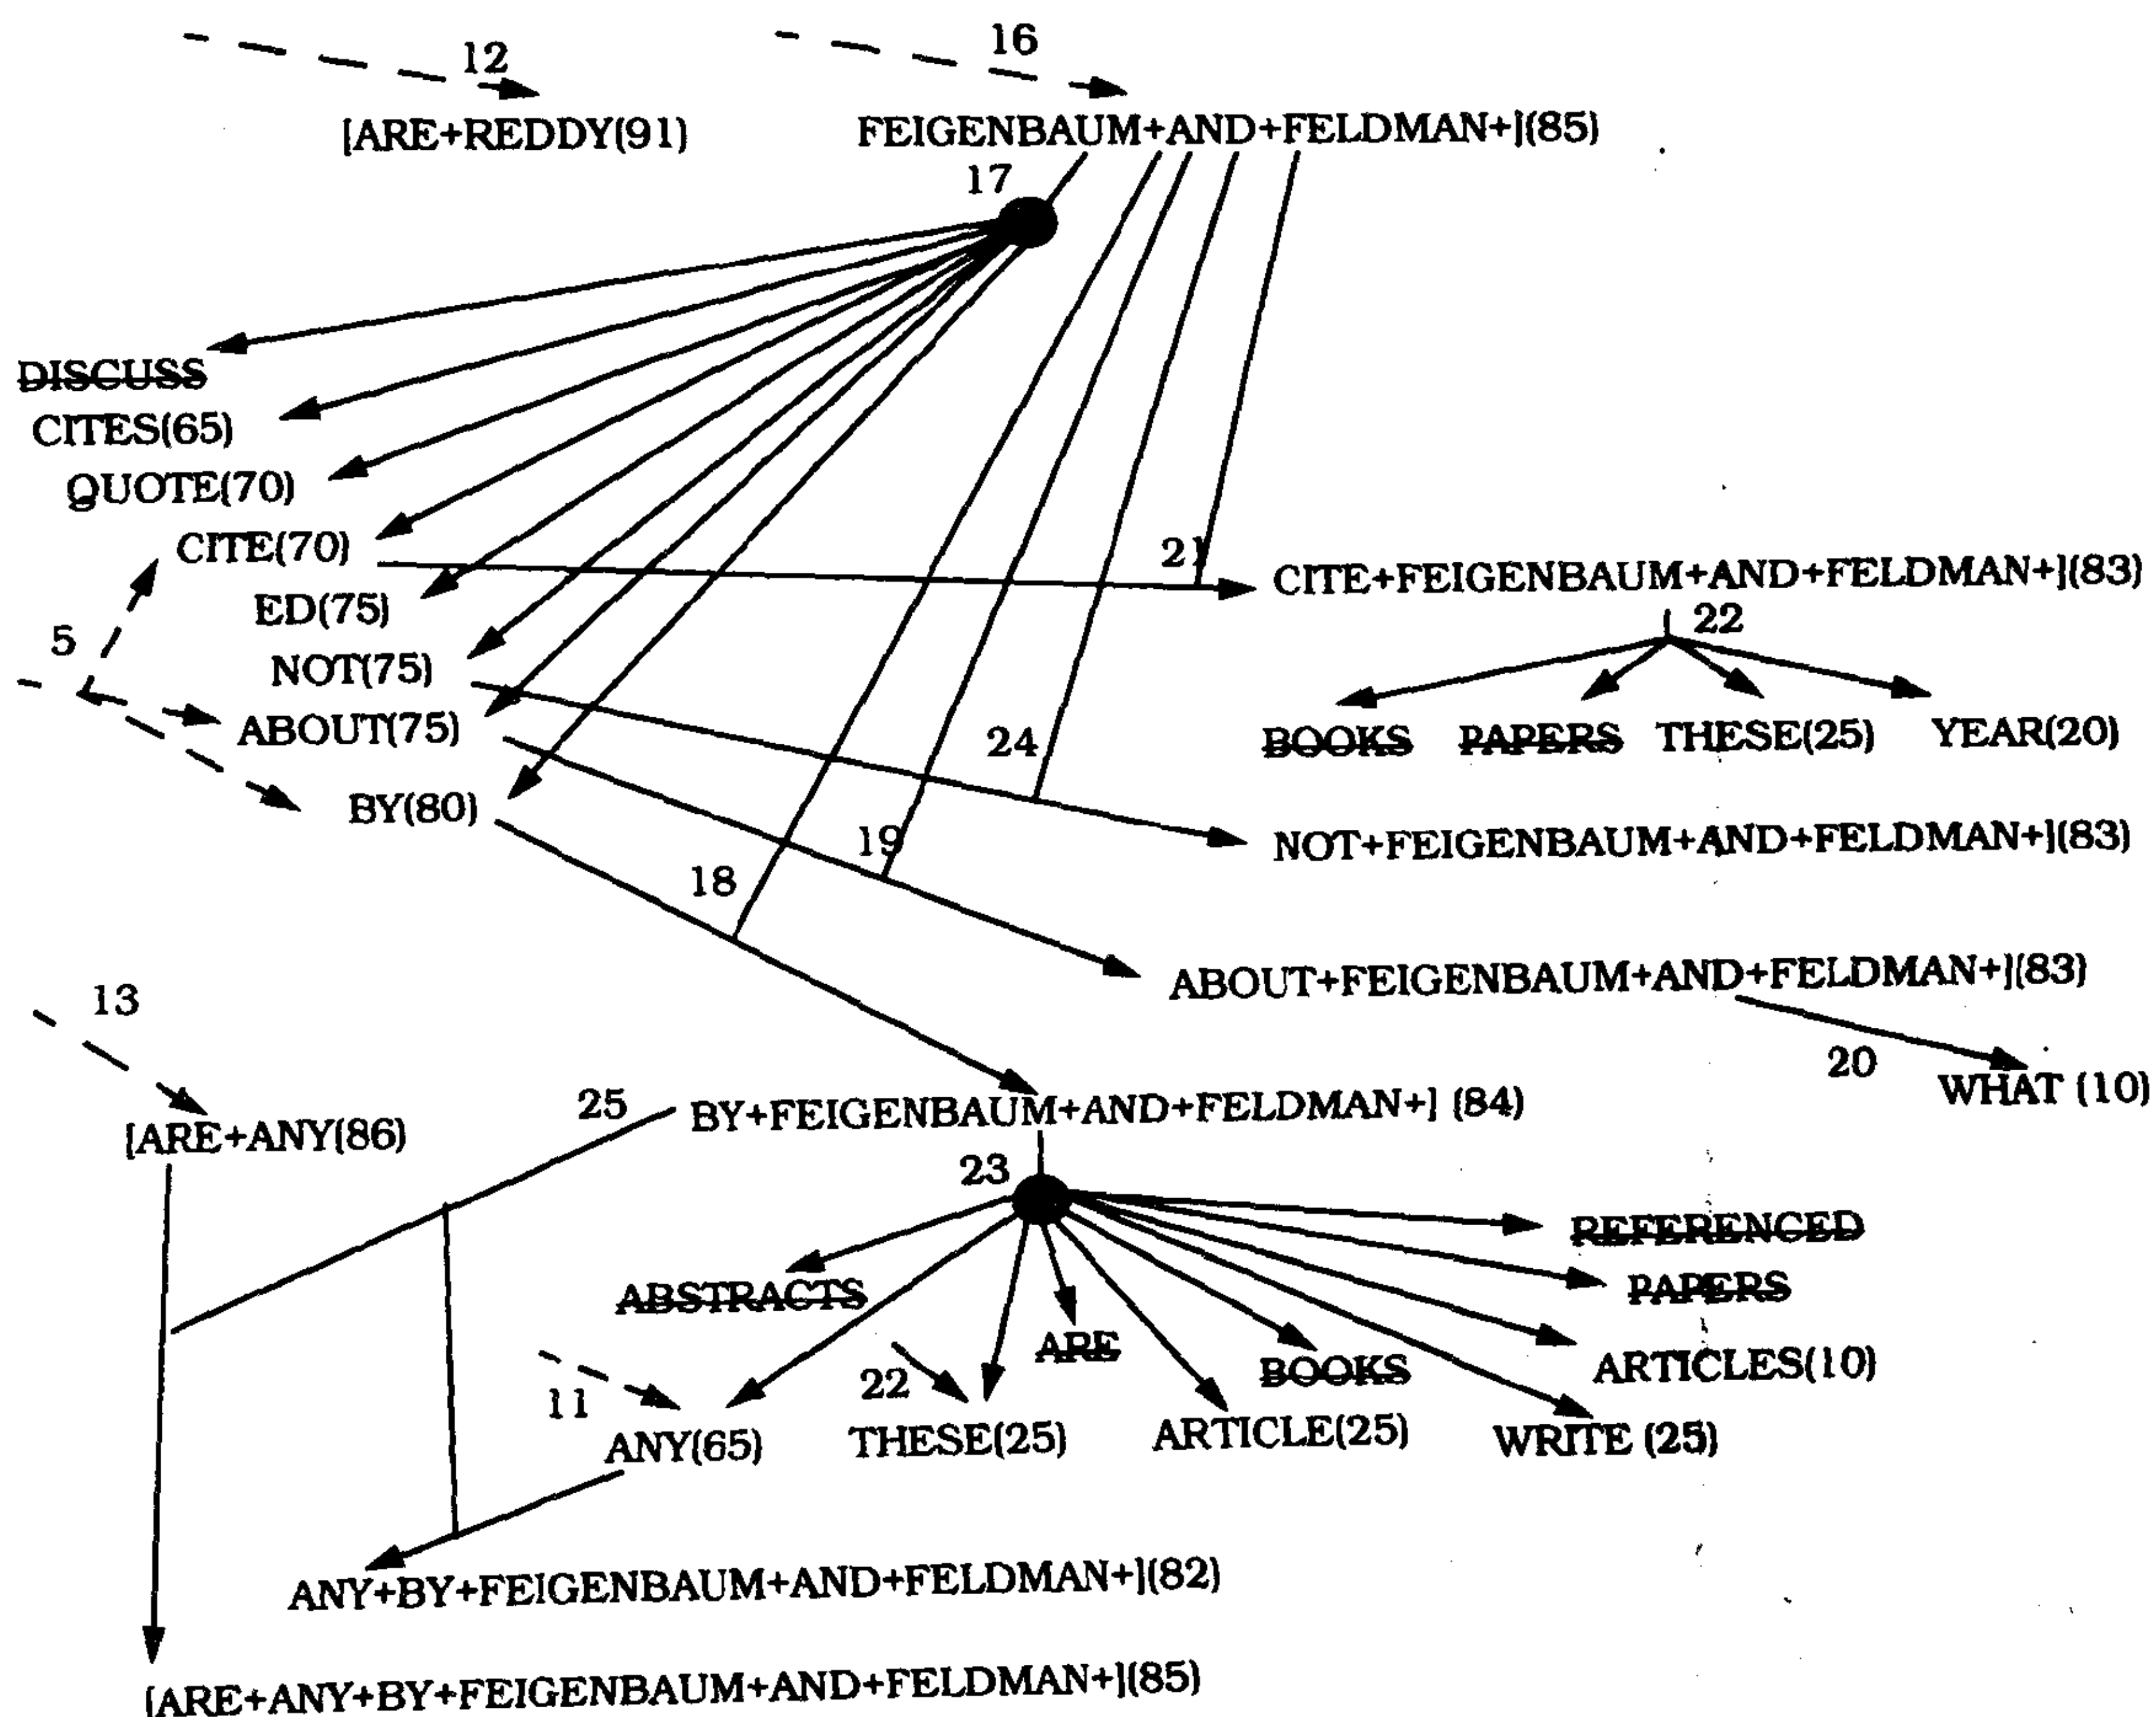 12
16
[ARE+REDDY(91)
FEIGENBAUM+AND+FELDMAN+](85)
17
DISCUSS
CITES(65)
QUOTE(70)
CITE(70)
21
CITE+FEIGENBAUM+AND+FELDMAN+](83)
ED(75)
22
5
NOT(75)
ABOUT(75)
24
BOOKS PAPERS THESE(25) YEAR(20)
BY(80)
19
NOT+FEIGENBAUM+AND+FELDMAN+](83)
18
ABOUT+FEIGENBAUM+AND+FELDMAN+](83)
13
20
WHAT (10)
25
BY+FEIGENBAUM+AND+FELDMAN+] (84)
[ARE+ANY(86)
23
REFERENCED
ABSTRACTS
PAPERS
ARE
BOOKS
ARTICLES(10)
11
22
ANY(65)
THESE(25)
ARTICLE(25)
WRITE (25)
ANY+BY+FEIGENBAUM+AND+FELDMAN+](82)
[ARE+ANY+BY+FEIGENBAUM+AND+FELDMAN+](85)